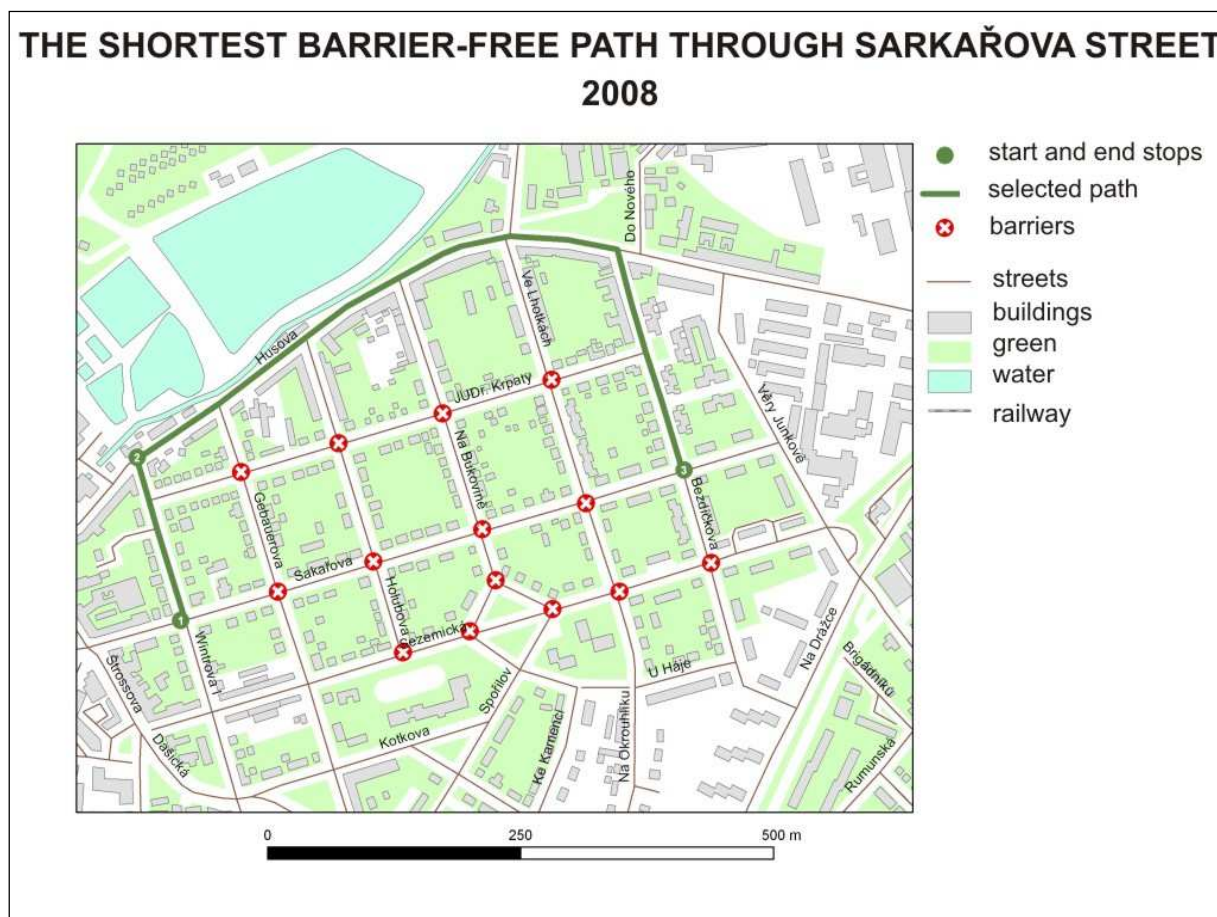 THE SHORTEST BARRIER-FREE PATH THROUGH SARKAŘOVA STREET
2008
start and end stops
selected path
barriers
streets
buildings
green
water
railway
Do Nového
Ve Lhotkách
Husova
JUDr. Krpaty
Věry Junkové
2
Na Bukovině
3
Gebauerova
Bezdíčkova
Sakařova
Holubova
1
Wintrova I
Sezemická
Strossova
Na Drážce
Brigádníků
U Háje
Spořilov
Dašická
Kotkova
Ke Kamenci
Na Okrouhlíku
Rumunská
0 250 500 m